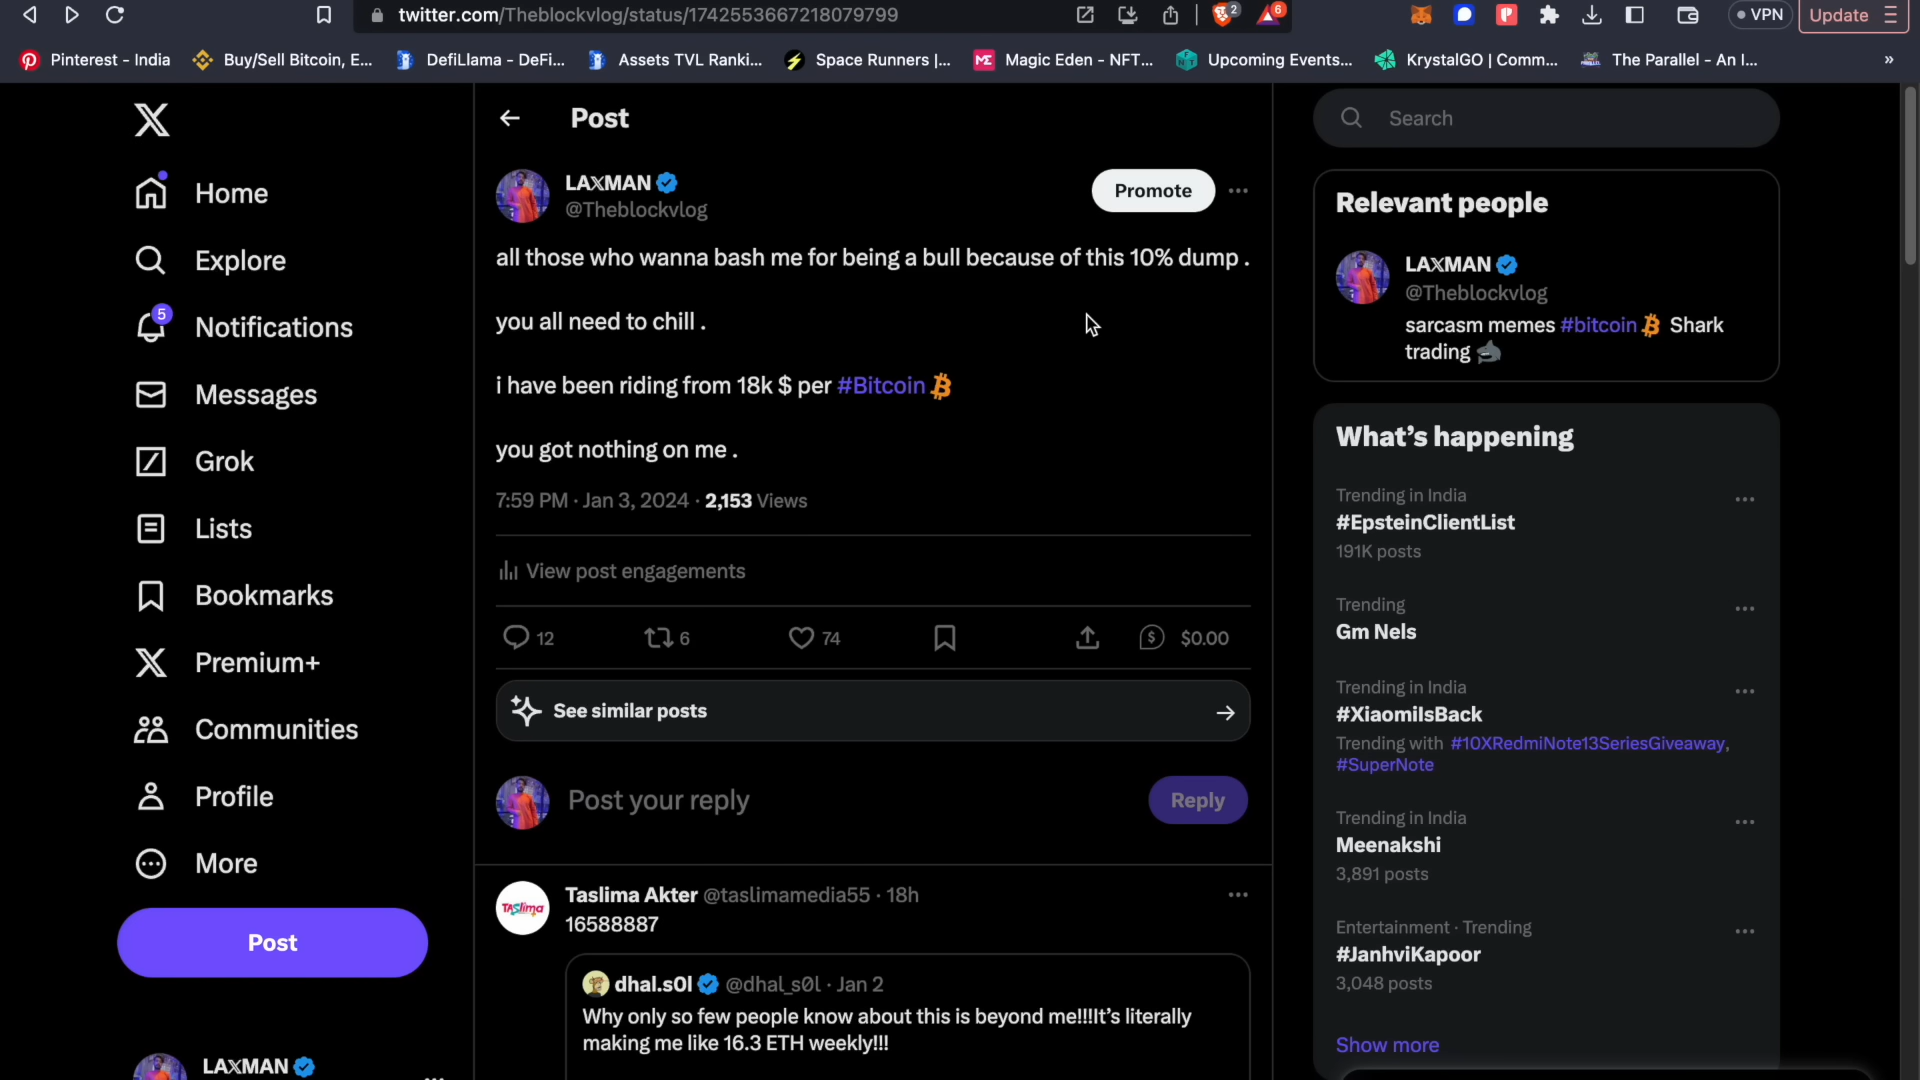 twitter.com/Theblockvlog/status/1742553667218079799
2
6
VPN
Update
Pinterest - India
Buy/Sell Bitcoin, E...
DefiLlama - DeFi...
Assets TVL Ranki...
Space Runners |...
ME
Magic Eden - NFT...
Upcoming Events...
KrystalGO | Comm...
The Parallel - An I...
»
Home
Explore
5
Notifications
Messages
Grok
Lists
Bookmarks
Premium+
Communities
Profile
More
Post
LAXMAN
Post
LAXMAN
@Theblockvlog
Promote
all those who wanna bash me for being a bull because of this 10% dump .
you all need to chill .
i have been riding from 18k $ per #Bitcoin
you got nothing on me .
7:59 PM · Jan 3, 2024 · 2,153 Views
View post engagements
12
6
74
$0.00
See similar posts
Post your reply
Reply
TASlima
Taslima Akter @taslimamedia55 · 18h
16588887
dhal.s0l @dhal_s0l · Jan 2
Why only so few people know about this is beyond me!!!It’s literally
making me like 16.3 ETH weekly!!!
Search
Relevant people
LAXMAN
@Theblockvlog
sarcasm memes #bitcoin Shark
trading
What’s happening
Trending in India
#EpsteinClientList
191K posts
Trending
Gm Nels
Trending in India
#XiaomiIsBack
Trending with #10XRedmiNote13SeriesGiveaway,
#SuperNote
Trending in India
Meenakshi
3,891 posts
Entertainment · Trending
#JanhviKapoor
3,048 posts
Show more